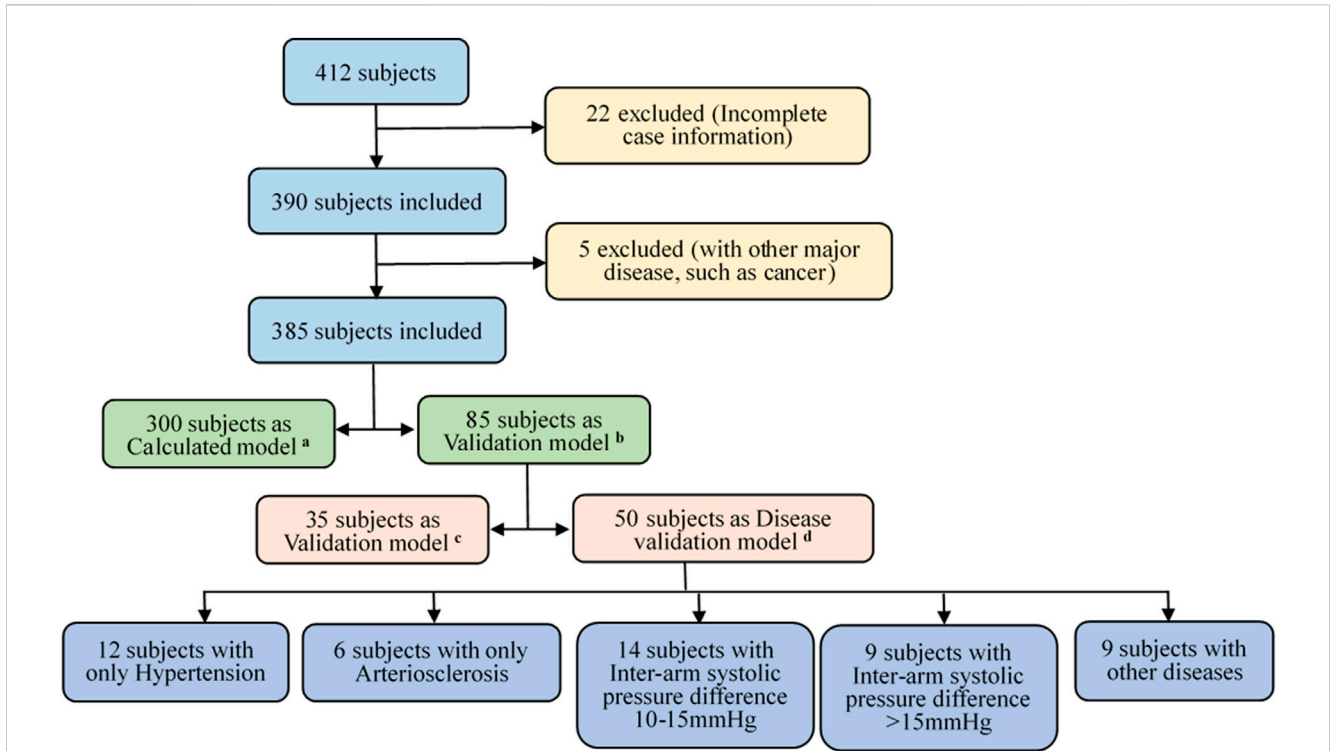 412 subjects
22 excluded (Incomplete
case information)
390 subjects included
5 excluded (with other major
disease, such as cancer)
385 subjects included
300 subjects as
Calculated model a
85 subjects as
Validation model b
35 subjects as
Validation model c
50 subjects as Disease
validation model d
12 subjects with
only Hypertension
6 subjects with only
Arteriosclerosis
14 subjects with
Inter-arm systolic
pressure difference
10-15mmHg
9 subjects with
Inter-arm systolic
pressure difference
>15mmHg
9 subjects with
other diseases